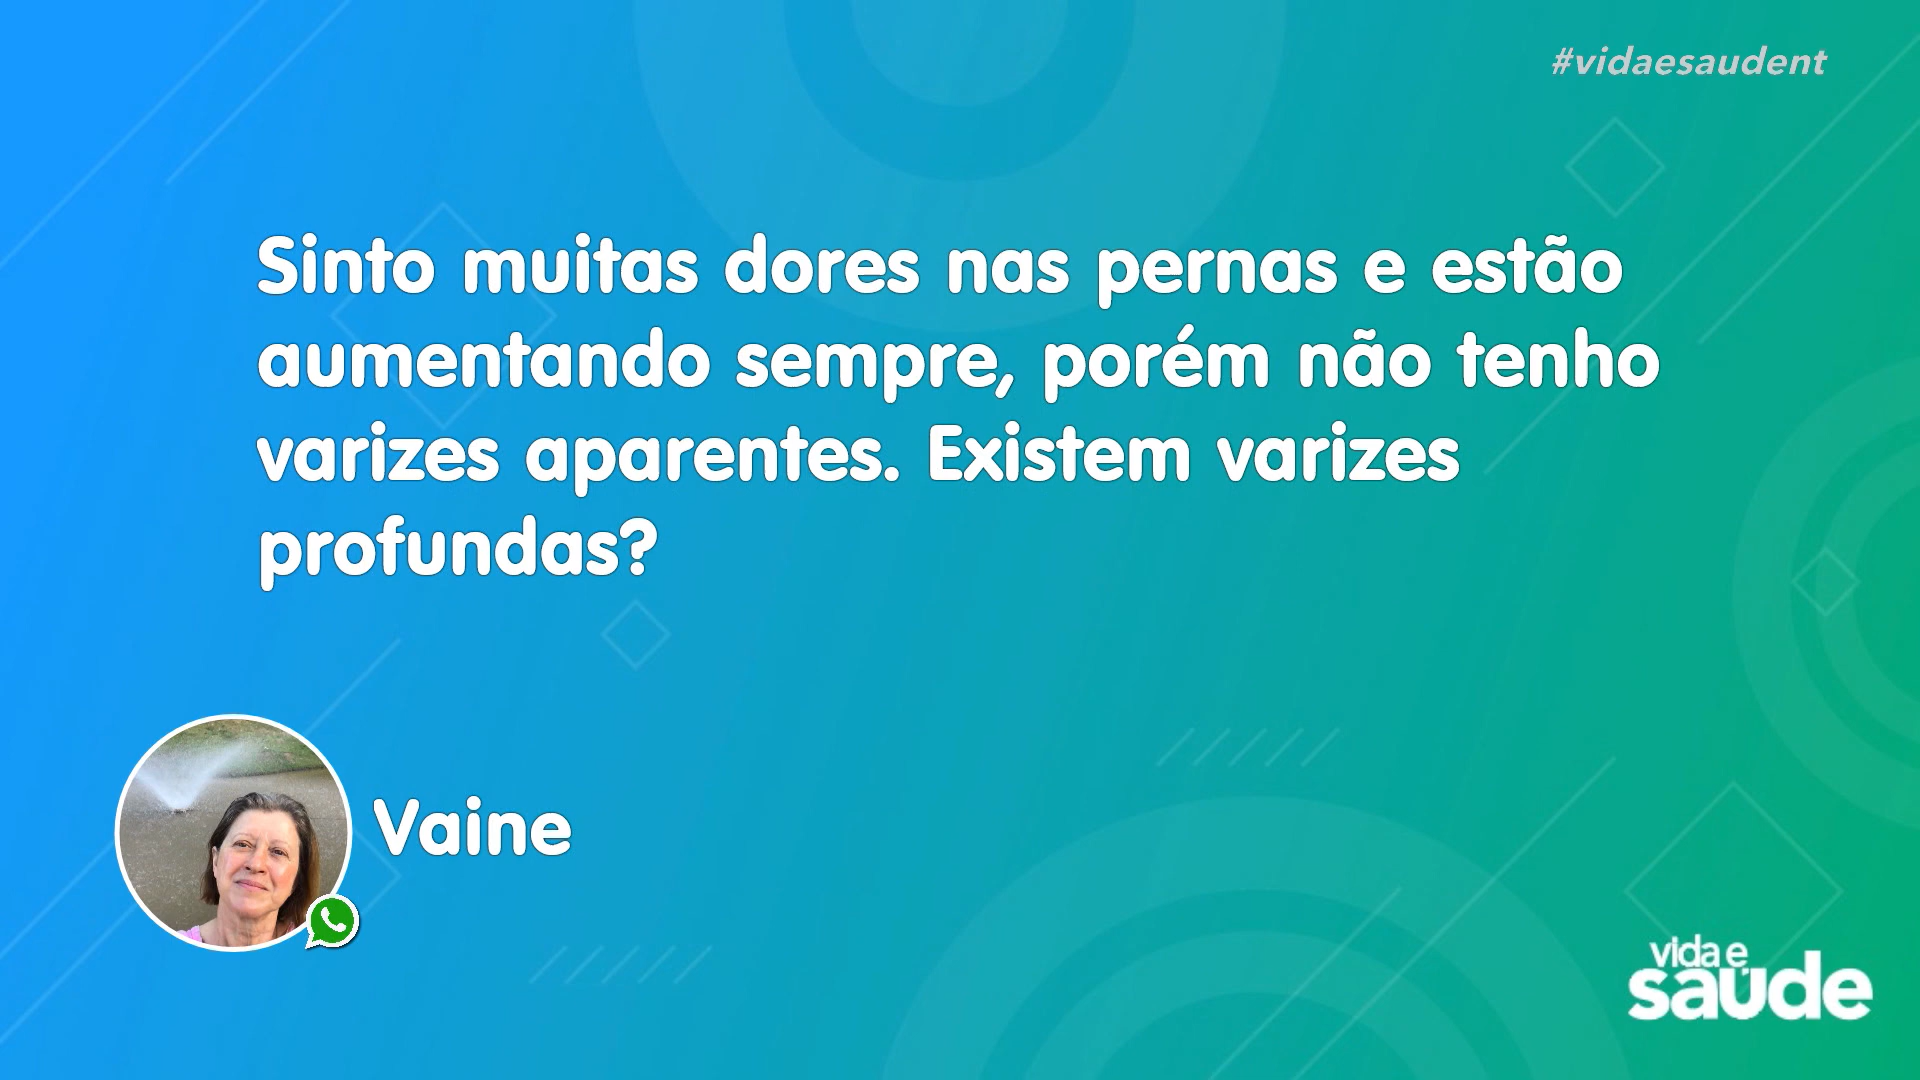 #vidaesaudent
Sinto muitas dores nas pernas e estão
aumentando sempre, porém não tenho
varizes aparentes. Existem varizes
profundas?
Vaine
vida e
saúde